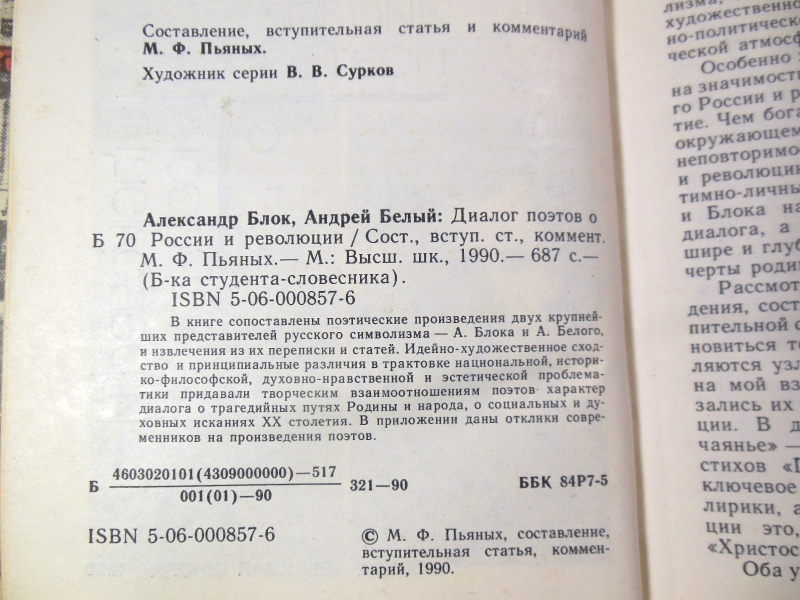 Составление, вступительная статья и комментарий
М. Ф. Пьяных.
Художник серии В. В. Сурков
Александр Блок, Андрей Белый: Диалог поэтов о
Б 70 России и революции / Сост., вступ. ст., коммент.
М. Ф. Пьяных.— М.: Высш. шк., 1990.— 687 с.—
(Б-ка студента-словесника).
ISBN 5-06-000857-6
В книге сопоставлены поэтические произведения двух крупней-
ших представителей русского символизма — А. Блока и А. Белого,
и извлечения из их переписки и статей. Идейно-художественное сход-
ство и принципиальные различия в трактовке национальной, истори-
ко-философской, духовно-нравственной и эстетической проблема-
тики придавали творческим взаимоотношениям поэтов характер
диалога о трагедийных путях Родины и народа, о социальных и ду-
ховных исканиях XX столетия. В приложении даны отклики совре-
менников на произведения поэтов.
Б 4603020101(4309000000)—517
001(01)—90
321—90
ББК 84Р7-5
ISBN 5-06-000857-6
© М. Ф. Пьяных, составление,
вступительная статья, коммен-
тарий, 1990.
лизма,
художественно
но-политическ
ческой атмосф
Особенно
на значимост
го России и р
тие. Чем бога
окружающем
неповторимо
и революци
тимно-личны
и Блока на
диалога, а
шире и глуб
черты роди
Рассмот
дения, сост
пительной с
новиться те
ляются узл
на мой вз
зались их
ции. В д
чаянье» —
стихов «П
ключевое
лирики, а
ции это,
«Христос
Оба у